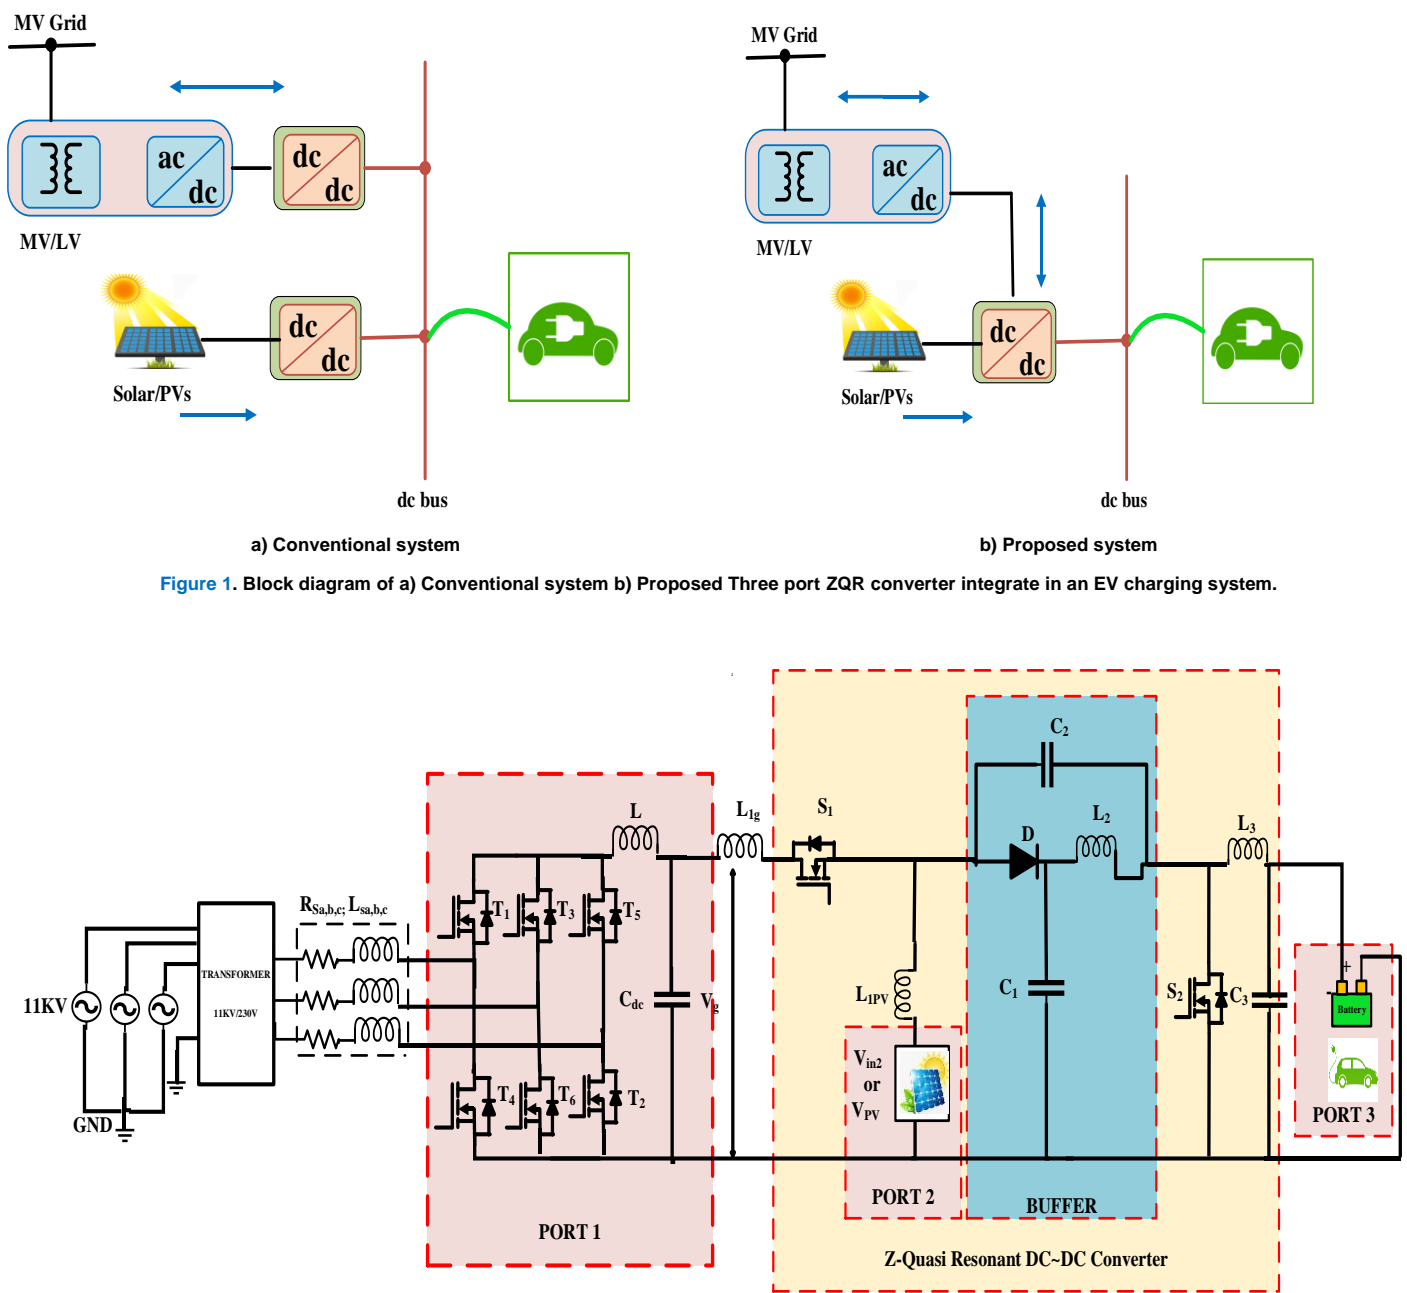 MV Grid
ac
dc
dc
dc
MV/LV
dc
dc
Solar/PVs
dc bus
a) Conventional system
MV Grid
ac
dc
MV/LV
dc
dc
Solar/PVs
dc bus
b) Proposed system
Figure 1. Block diagram of a) Conventional system b) Proposed Three port ZQR converter integrate in an EV charging system.
C2
L
L1g
S1
D
L2
L3
RSa,b,c; Lsa,b,c
T1
T3
T5
TRANSFORMER
11KV/230V
11KV
Cdc
Vg
L1PV
C1
S2
C3
+
Battery
T4
T6
T2
Vin2
or
VPV
GND
PORT 3
PORT 2
BUFFER
PORT 1
Z-Quasi Resonant DC~DC Converter